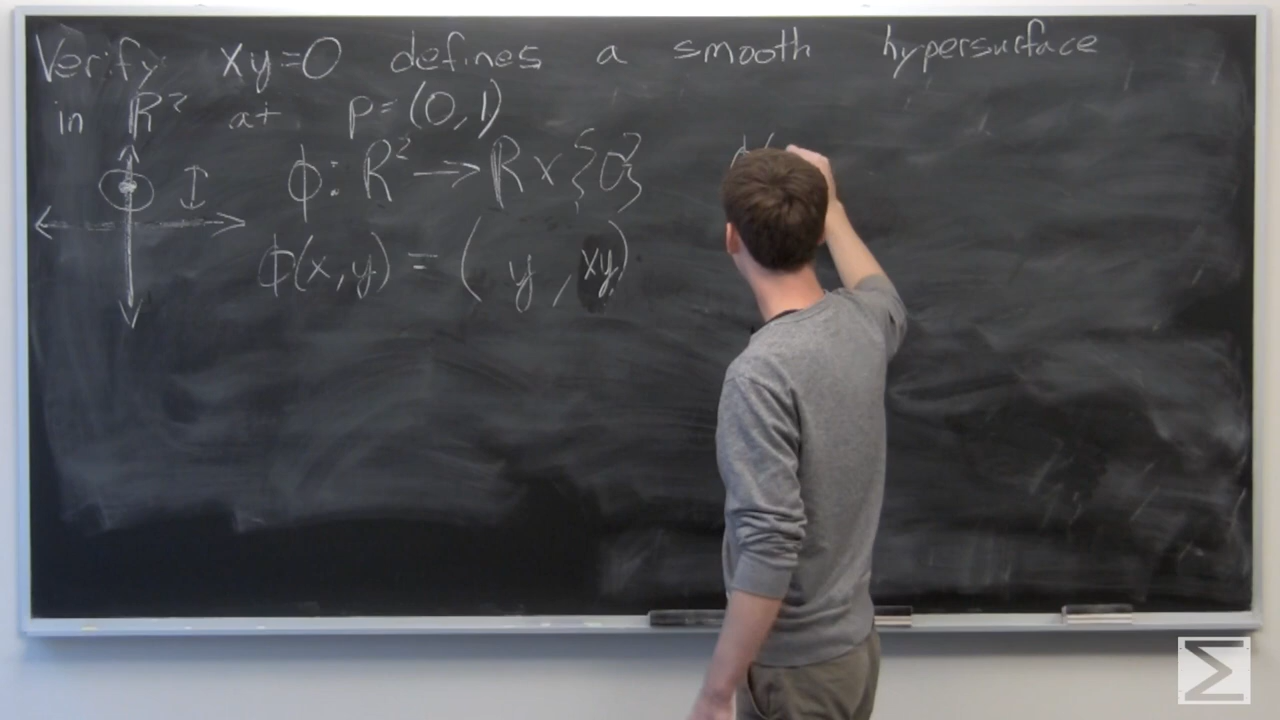 Verify xy=0 defines a smooth hypersurface
in R² at p=(0,1)
ϕ: R² → R x {0}
ϕ(x,y) = ( y , xy)
ϕ(
Σ